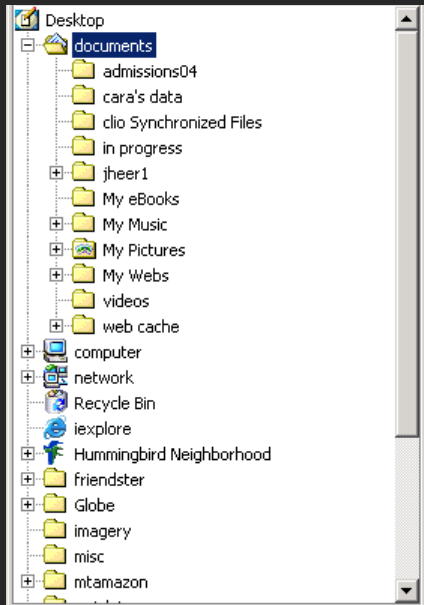 Desktop
documents
admissions04
cara's data
clio Synchronized Files
in progress
jheer1
My eBooks
My Music
My Pictures
My Webs
videos
web cache
computer
network
Recycle Bin
iexplore
Hummingbird Neighborhood
friendster
Globe
imagery
misc
mtamazon